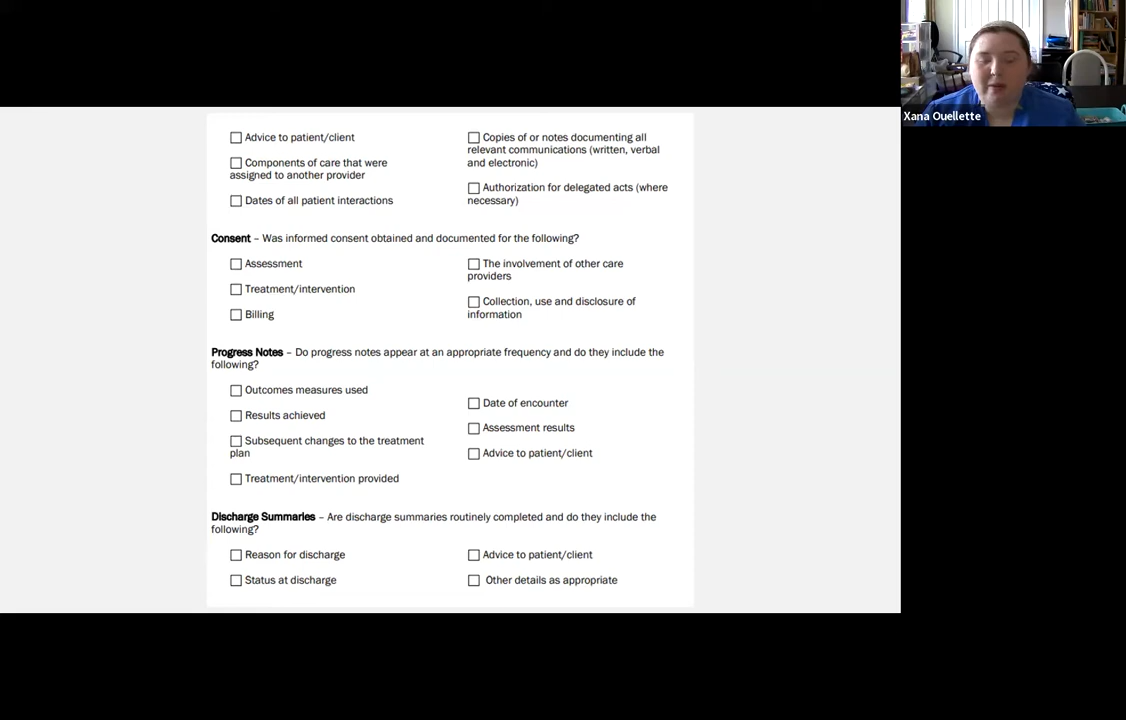 Advice to patient/client
Components of care that were
assigned to another provider
Dates of all patient interactions
Copies of or notes documenting all
relevant communications (written, verbal
and electronic)
Authorization for delegated acts (where
necessary)
Consent – Was informed consent obtained and documented for the following?
Assessment
Treatment/intervention
Billing
The involvement of other care
providers
Collection, use and disclosure of
information
Progress Notes – Do progress notes appear at an appropriate frequency and do they include the
following?
Outcomes measures used
Results achieved
Subsequent changes to the treatment
plan
Treatment/intervention provided
Date of encounter
Assessment results
Advice to patient/client
Discharge Summaries – Are discharge summaries routinely completed and do they include the
following?
Reason for discharge
Status at discharge
Advice to patient/client
Other details as appropriate
Xana Ouellette